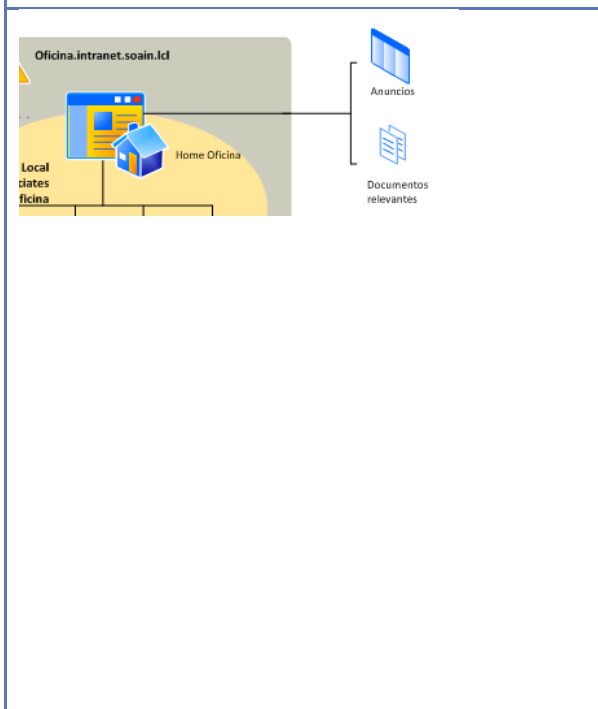 Oficina.intranet.soain.lcl
Anuncios
Home Oficina
Local
ciates
ficina
Documentos
relevantes